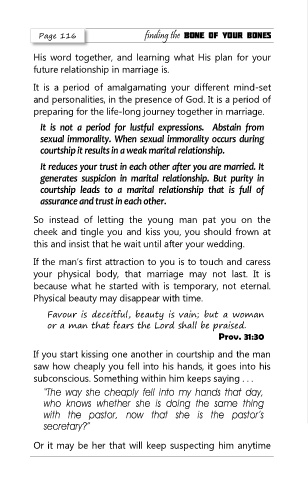 Page 116
finding the BONE OF YOUR BONES
His word together, and learning what His plan for your
future relationship in marriage is.
It is a period of amalgamating your different mind-set
and personalities, in the presence of God. It is a period of
preparing for the life-long journey together in marriage.
It is not a period for lustful expressions. Abstain from
sexual immorality. When sexual immorality occurs during
courtship it results in a weak marital relationship.
It reduces your trust in each other after you are married. It
generates suspicion in marital relationship. But purity in
courtship leads to a marital relationship that is full of
assurance and trust in each other.
So instead of letting the young man pat you on the
cheek and tingle you and kiss you, you should frown at
this and insist that he wait until after your wedding.
If the man's first attraction to you is to touch and caress
your physical body, that marriage may not last. It is
because what he started with is temporary, not eternal.
Physical beauty may disappear with time.
Favour is deceitful, beauty is vain; but a woman
or a man that fears the Lord shall be praised.
Prov. 31:30
If you start kissing one another in courtship and the man
saw how cheaply you fell into his hands, it goes into his
subconscious. Something within him keeps saying . . .
"The way she cheaply fell into my hands that day,
who knows whether she is doing the same thing
with the pastor, now that she is the pastor's
secretary?"
Or it may be her that will keep suspecting him anytime